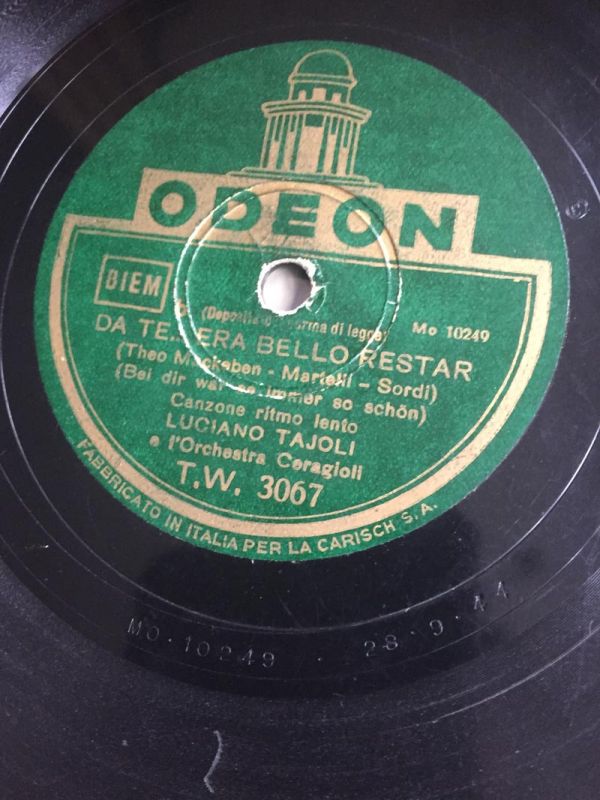 ODEON
BIEM
(Deposito a norma di legge) Mo 10249
DA TE... ERA BELLO RESTAR
(Theo Mackeben - Martelli - Sordi)
(Bei dir war es immer so schön)
Canzone ritmo lento
LUCIANO TAJOLI
e l'Orchestra Ceragioli
T.W. 3067
FABBRICATO IN ITALIA PER LA CARISCH S.A.
MO·10249 · 28·9·41